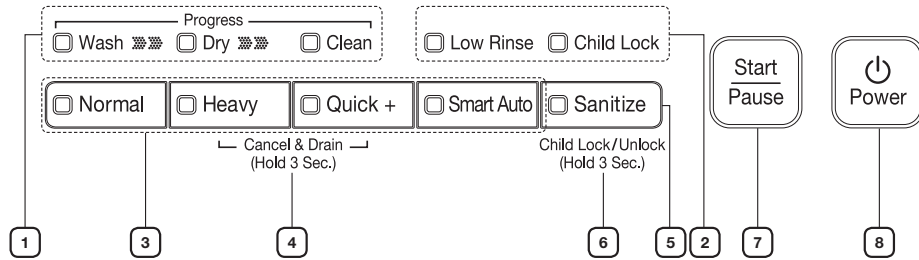 Progress
Wash Dry Clean Low Rinse Child Lock
Start
Pause
Power
Normal Heavy Quick + Smart Auto Sanitize
Cancel & Drain
(Hold 3 Sec.)
Child Lock/Unlock
(Hold 3 Sec.)
1 3 4 6 5 2 7 8